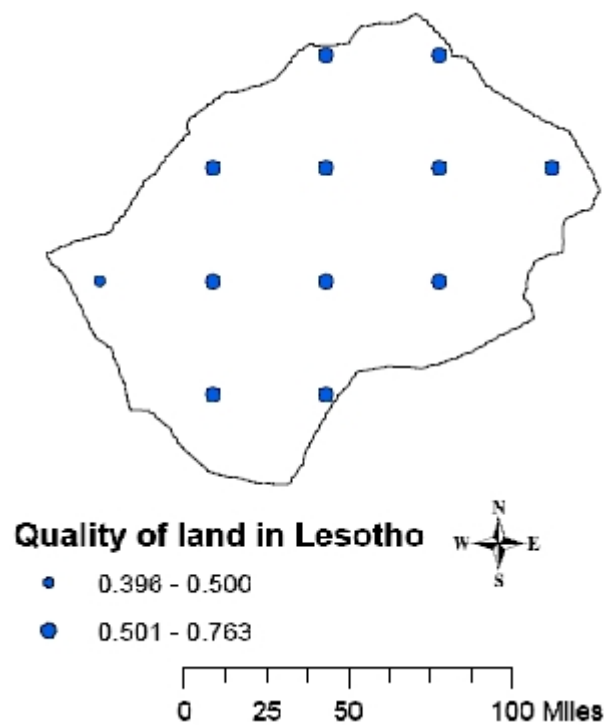 Quality of land in Lesotho
N
W E
S
0.396 - 0.500
0.501 - 0.763
0 25 50 100 Miles